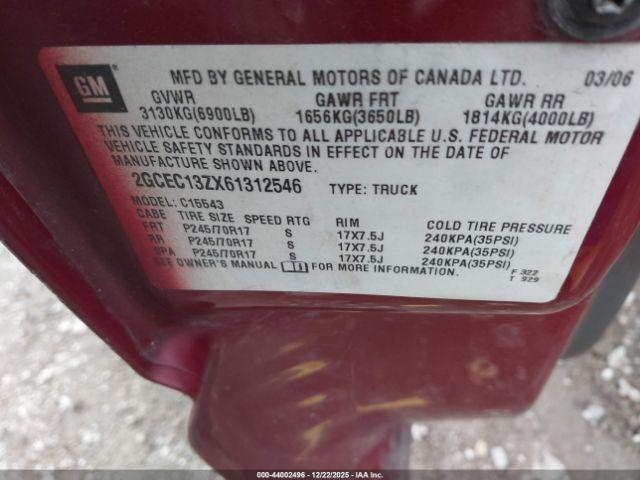 GM ® MFD BY GENERAL MOTORS OF CANADA LTD. 03/06
GVWR GAWR FRT GAWR RR
3130KG(6900LB) 1656KG(3650LB) 1814KG(4000LB)
THIS VEHICLE CONFORMS TO ALL APPLICABLE U.S. FEDERAL MOTOR
VEHICLE SAFETY STANDARDS IN EFFECT ON THE DATE OF
MANUFACTURE SHOWN ABOVE.
2GCEC13ZX61312546 TYPE: TRUCK
MODEL: C15543
CABE TIRE SIZE SPEED RTG RIM COLD TIRE PRESSURE
FRT P245/70R17 S 17X7.5J 240KPA(35PSI)
RR P245/70R17 S 17X7.5J 240KPA(35PSI)
SPA P245/70R17 S 17X7.5J 240KPA(35PSI)
SEE OWNER'S MANUAL FOR MORE INFORMATION.
F 322
T 929
000-44002496 - 12/22/2025 - IAA Inc.